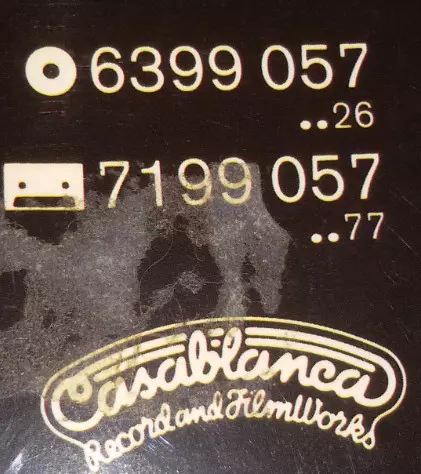 6399 057
..26
7199 057
..77
Casablanca
Record and FilmWorks